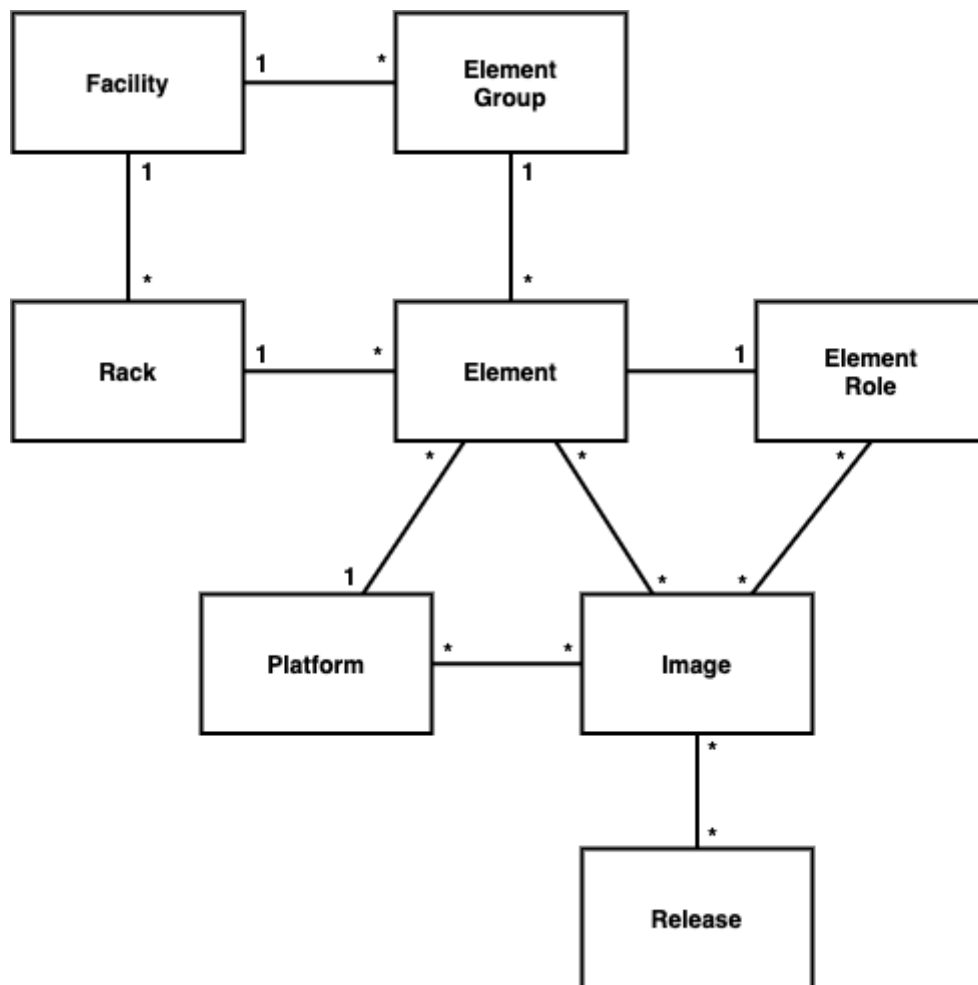 Facility
1
*
Element
Group
1
*
1
*
Rack
1
*
Element
1
Element
Role
*
*
*
1
*
*
Platform
*
*
Image
*
*
Release